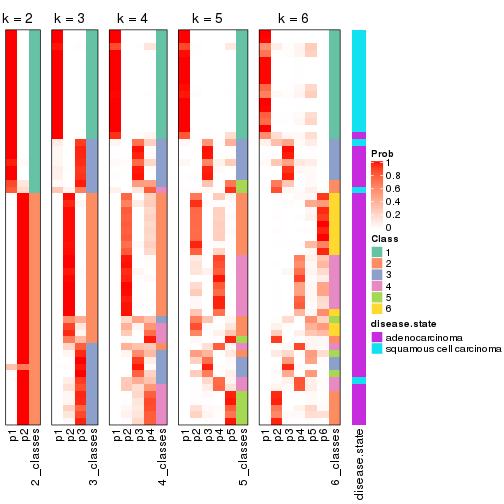 k = 2 k = 3 k = 4 k = 5 k = 6
Prob
1
0.8
0.6
0.4
0.2
0
Class
1
2
3
4
5
6
disease.state
adenocarcinoma
squamous cell carcinoma
p1 p2 2_classes p1 p2 p3 3_classes p1 p2 p3 p4 4_classes p1 p2 p3 p4 p5 5_classes p1 p2 p3 p4 p5 p6 6_classes disease.state